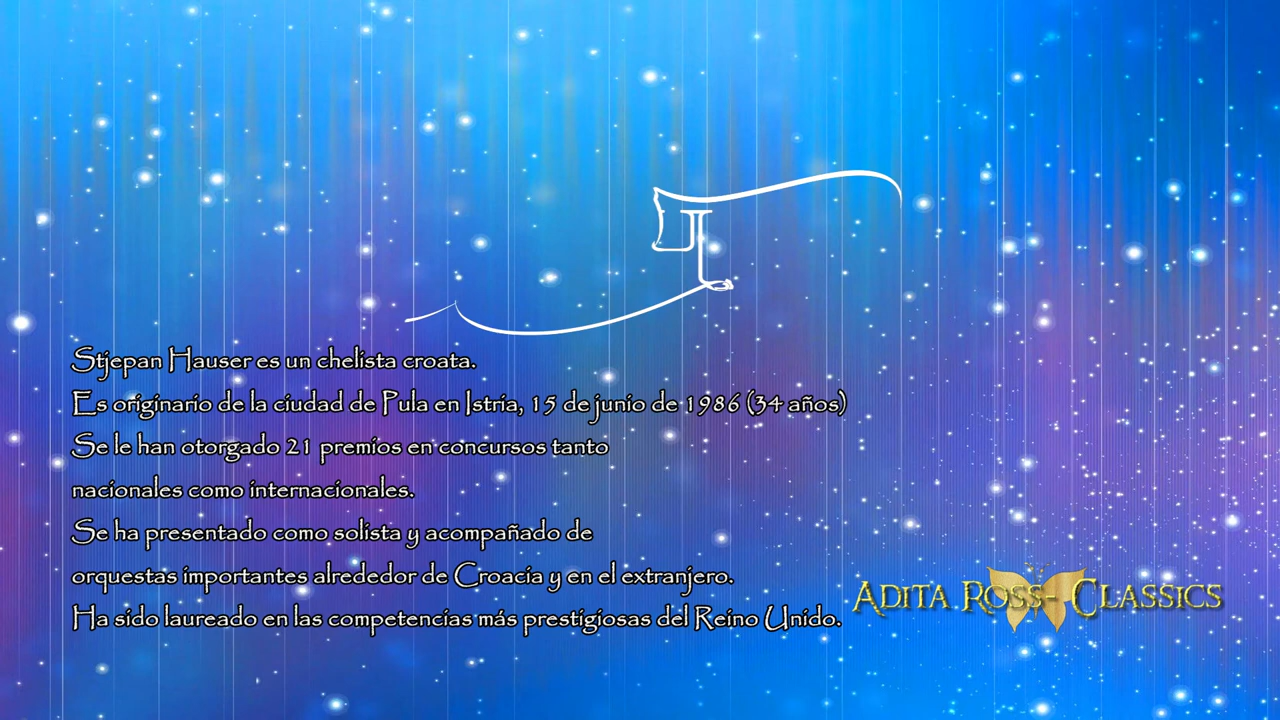 Stjepan Hauser es un chelista croata.
Es originario de la ciudad de Pula en Istria, 15 de junio de 1986 (34 años)
Se le han otorgado 21 premios en concursos tanto
nacionales como internacionales.
Se ha presentado como solista y acompañado de
orquestas importantes alrededor de Croacia y en el extranjero.
Ha sido laureado en las competencias más prestigiosas del Reino Unido.
Adita Ross- Classics